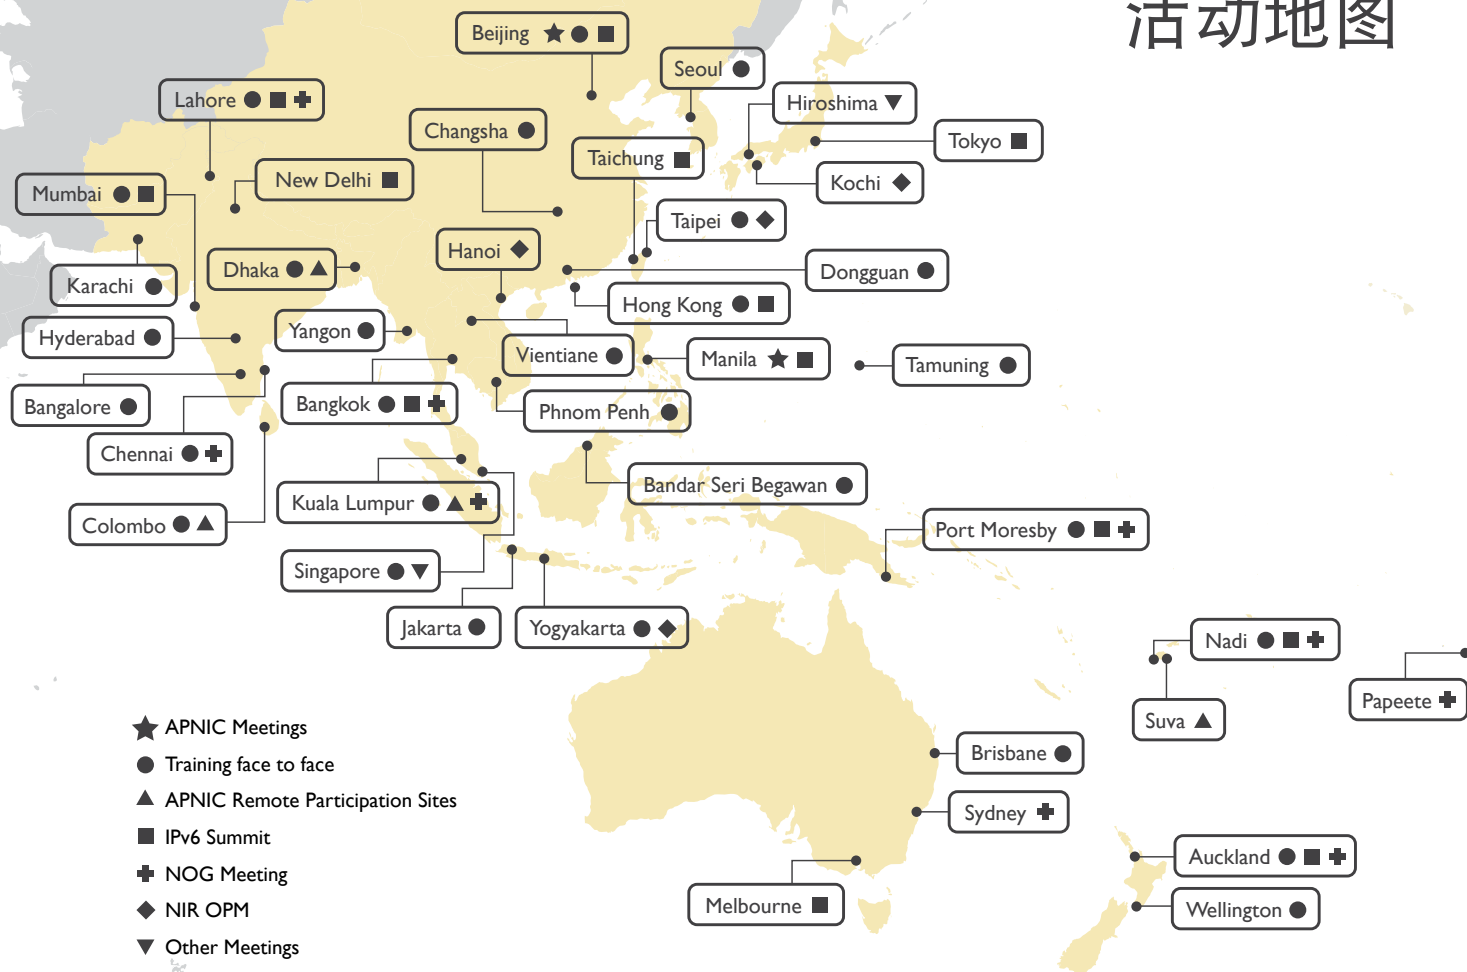 活动地图
Beijing
Seoul
Lahore
Hiroshima
Changsha
Tokyo
Taichung
New Delhi
Kochi
Mumbai
Taipei
Hanoi
Dhaka
Dongguan
Karachi
Hong Kong
Yangon
Hyderabad
Vientiane
Manila
Tamuning
Bangalore
Bangkok
Phnom Penh
Chennai
Bandar Seri Begawan
Kuala Lumpur
Colombo
Port Moresby
Singapore
Jakarta
Yogyakarta
Nadi
Papeete
Suva
APNIC Meetings
Training face to face
APNIC Remote Participation Sites
IPv6 Summit
NOG Meeting
NIR OPM
Other Meetings
Brisbane
Sydney
Auckland
Melbourne
Wellington